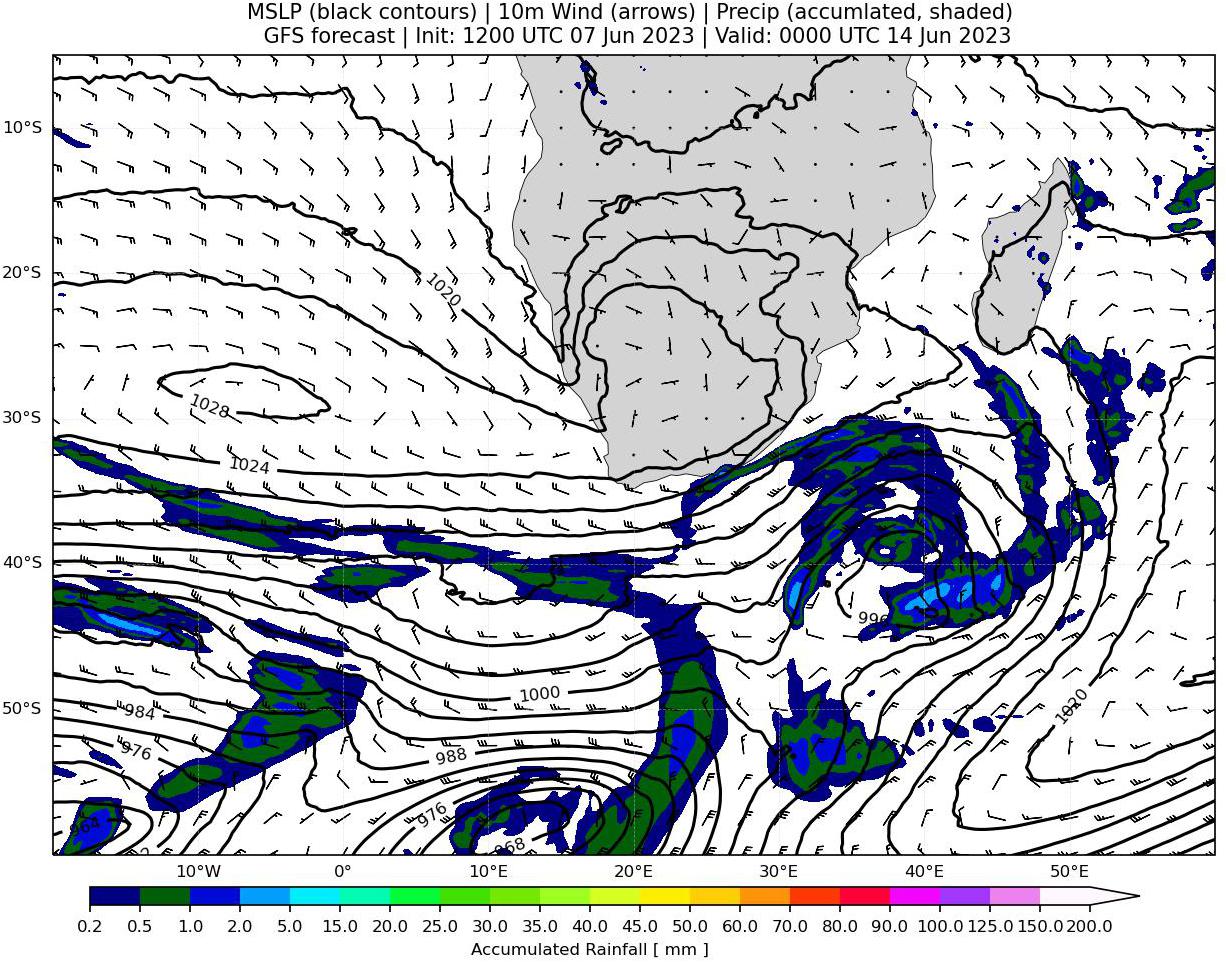 MSLP (black contours) | 10m Wind (arrows) | Precip (accumlated, shaded)
GFS forecast | Init: 1200 UTC 07 Jun 2023 | Valid: 0000 UTC 14 Jun 2023
10°S
20°S
1020
1028
30°S
1024
40°S
996
1000
1020
50°S
984
976
988
976
964
968
10°W 0° 10°E 20°E 30°E 40°E 50°E
0.2 0.5 1.0 2.0 5.0 10.0 15.0 20.0 25.0 30.0 35.0 40.0 45.0 50.0 60.0 70.0 80.0 90.0 100.0 125.0 150.0 200.0
Accumulated Rainfall [ mm ]